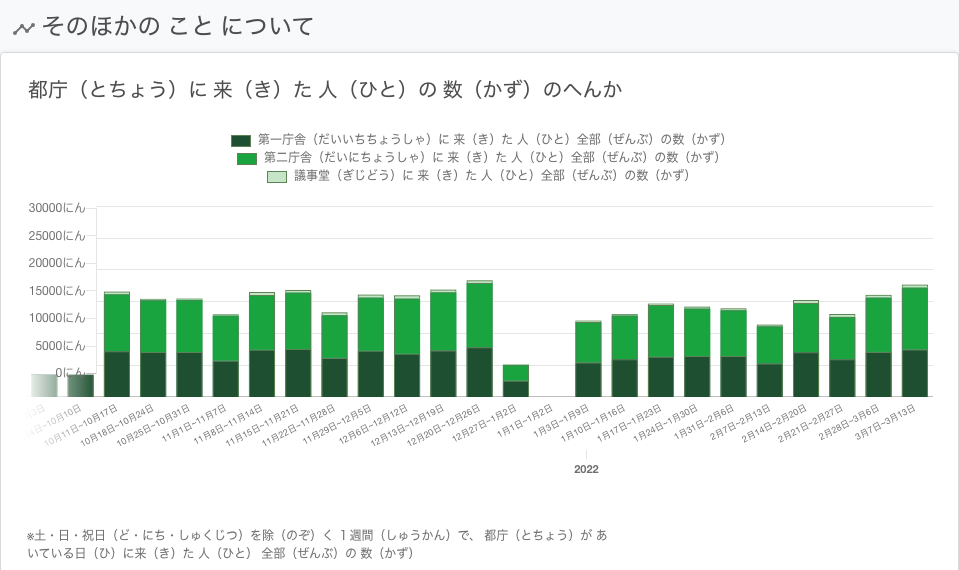 そのほかの こと について
都庁（とちょう）に 来（き）た 人（ひと）の 数（かず）のへんか
第一庁舎（だいいちちょうしゃ）に 来（き）た 人（ひと）全部（ぜんぶ）の数（かず）
第二庁舎（だいにちょうしゃ）に 来（き）た 人（ひと）全部（ぜんぶ）の数（かず）
議事堂（ぎじどう）に 来（き）た 人（ひと）全部（ぜんぶ）の数（かず）
30000にん
25000にん
20000にん
15000にん
10000にん
5000にん
0にん
10月11日~10月17日
10月18日~10月24日
10月25日~10月31日
11月1日~11月7日
11月8日~11月14日
11月15日~11月21日
11月22日~11月28日
11月29日~12月5日
12月6日~12月12日
12月13日~12月19日
12月20日~12月26日
12月27日~1月2日
1月1日~1月2日
1月3日~1月9日
1月10日~1月16日
1月17日~1月23日
1月24日~1月30日
1月31日~2月6日
2月7日~2月13日
2月14日~2月20日
2月21日~2月27日
2月28日~3月6日
3月7日~3月13日
2022
※土・日・祝日（ど・にち・しゅくじつ）を除（のぞ）く １週間（しゅうかん）で、 都庁（とちょう）が あ
いている日（ひ）に来（き）た 人（ひと） 全部（ぜんぶ）の 数（かず）